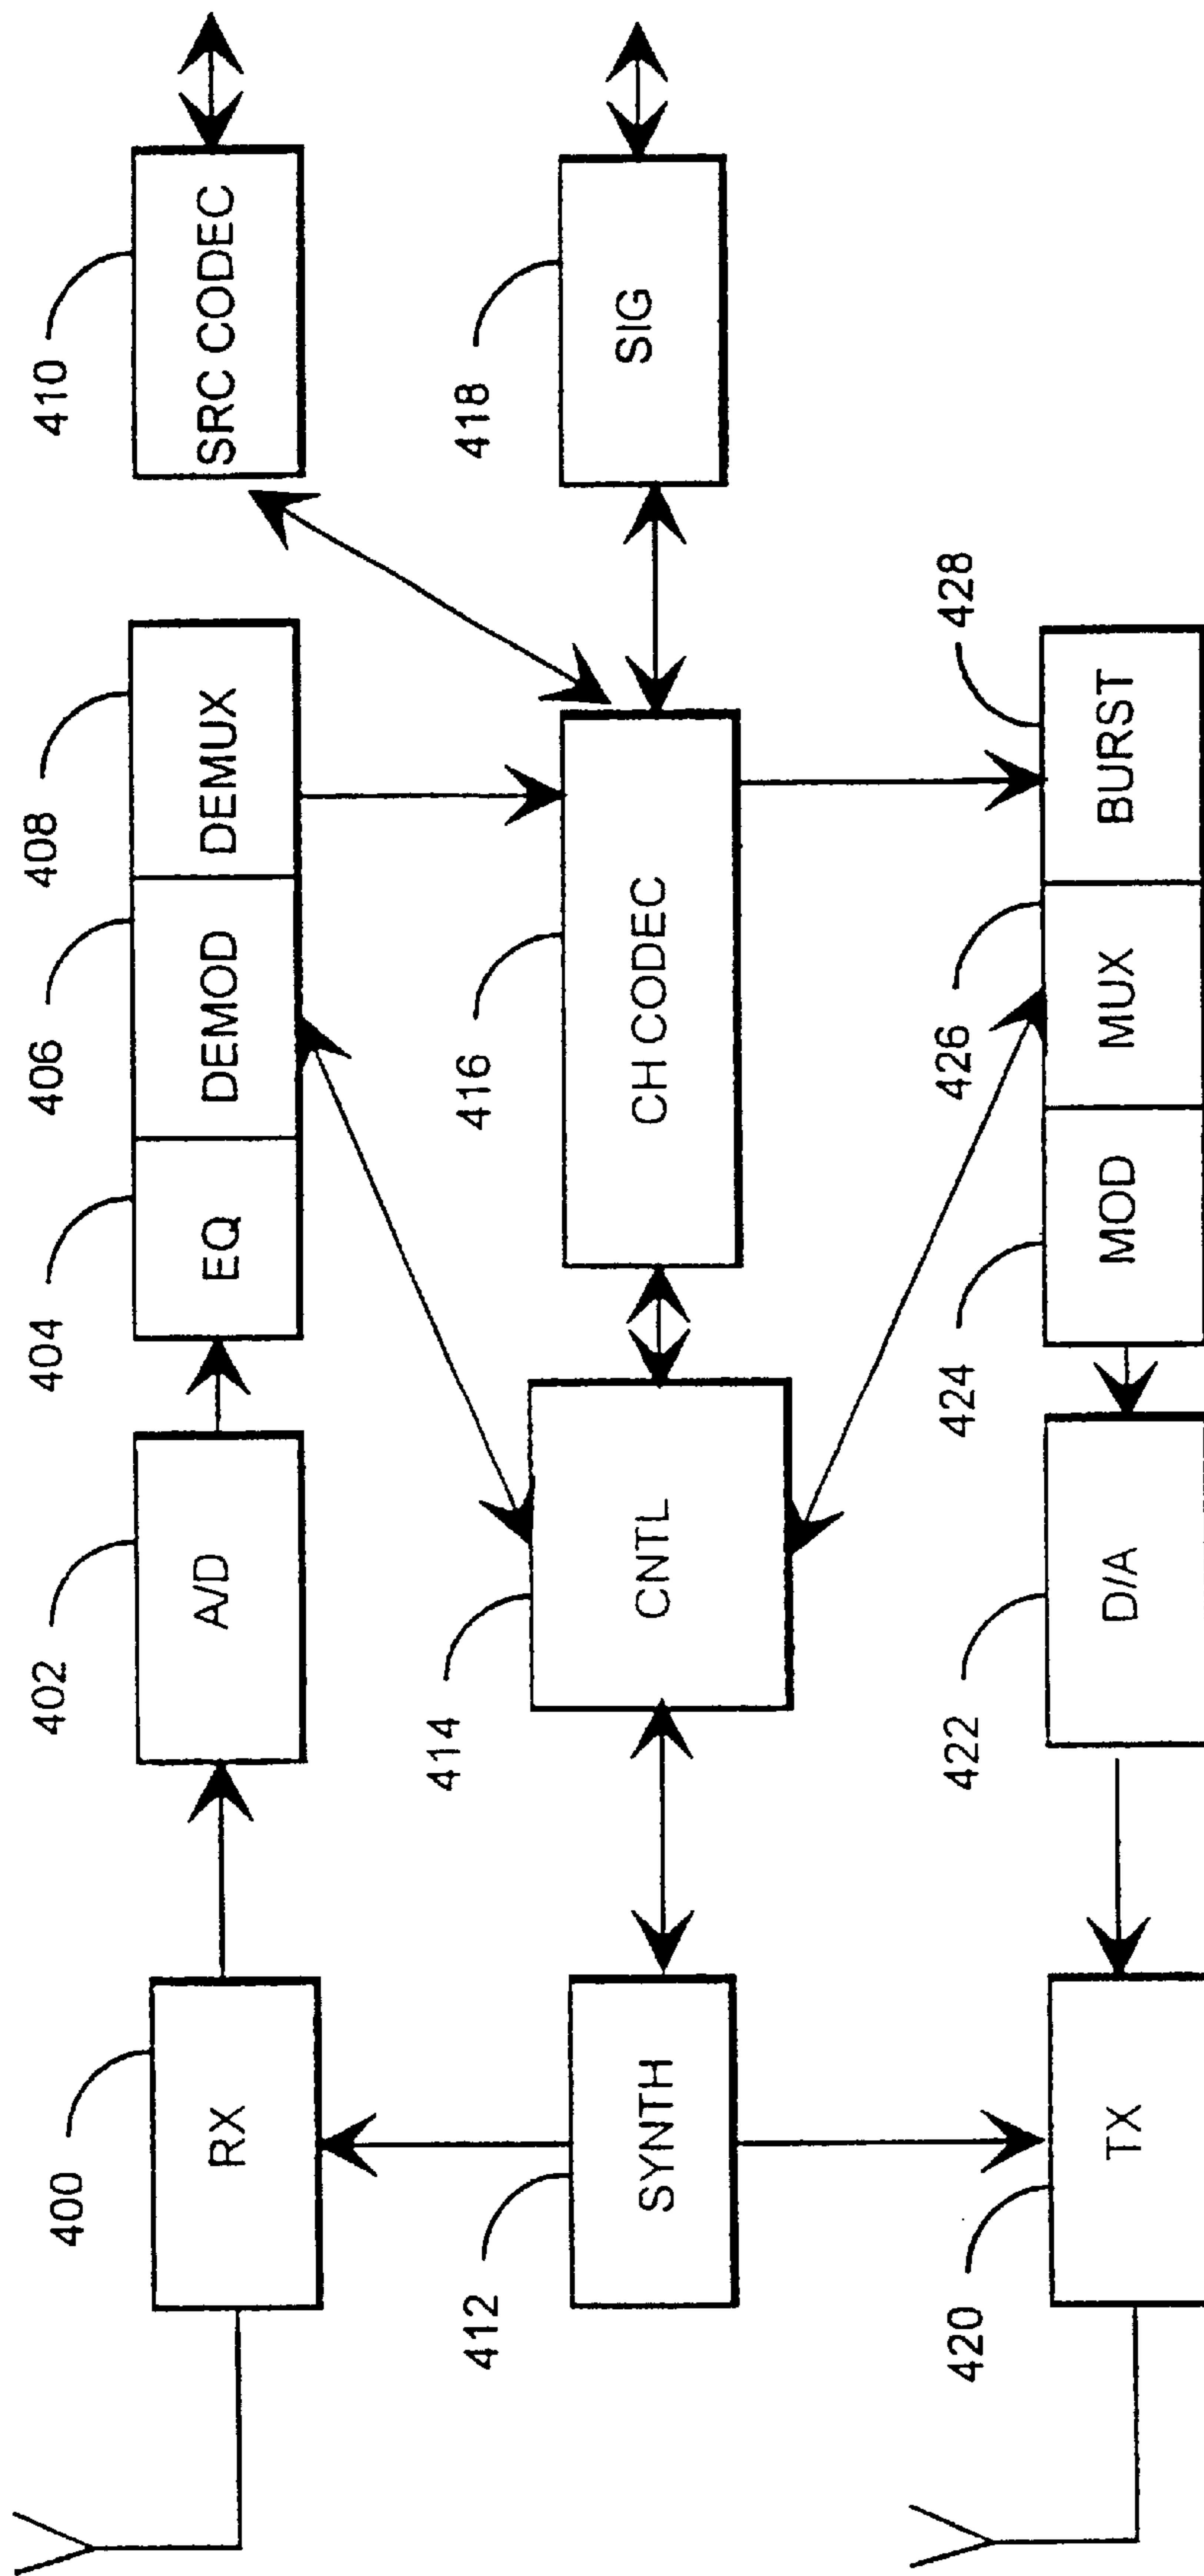 400
RX
402
A/D
404
EQ
406
DEMOD
408
DEMUX
410
SRC CODEC
412
SYNTH
414
CNTL
416
CH CODEC
418
SIG
420
TX
422
D/A
424
MOD
426
MUX
428
BURST